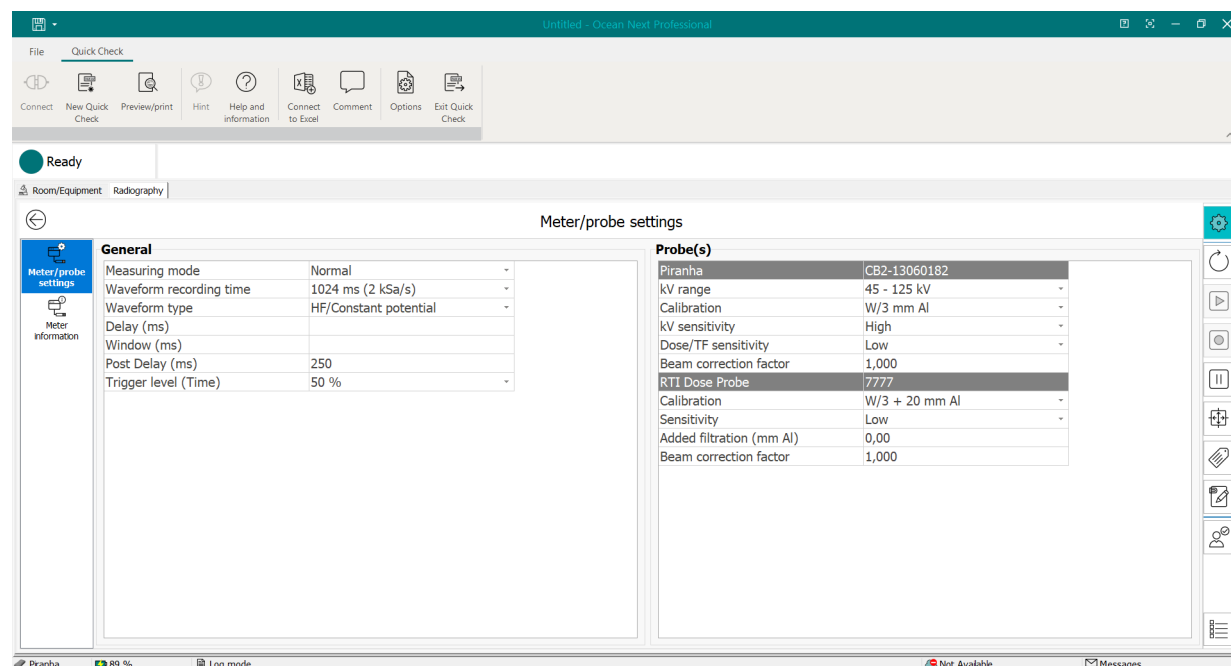 Untitled - Ocean Next Professional
File Quick Check
Connect New Quick Check Preview/print Hint Help and information Connect to Excel Comment Options Exit Quick Check
Ready
Room/Equipment Radiography
Meter/probe settings
Meter/probe settings
Meter information
General
Measuring mode Normal
Waveform recording time 1024 ms (2 kSa/s)
Waveform type HF/Constant potential
Delay (ms)
Window (ms)
Post Delay (ms) 250
Trigger level (Time) 50 %
Probe(s)
Piranha CB2-13060182
kV range 45 - 125 kV
Calibration W/3 mm Al
kV sensitivity High
Dose/TF sensitivity Low
Beam correction factor 1,000
RTI Dose Probe 7777
Calibration W/3 + 20 mm Al
Sensitivity Low
Added filtration (mm Al) 0,00
Beam correction factor 1,000
Piranha 89 % Log mode Not Available Messages